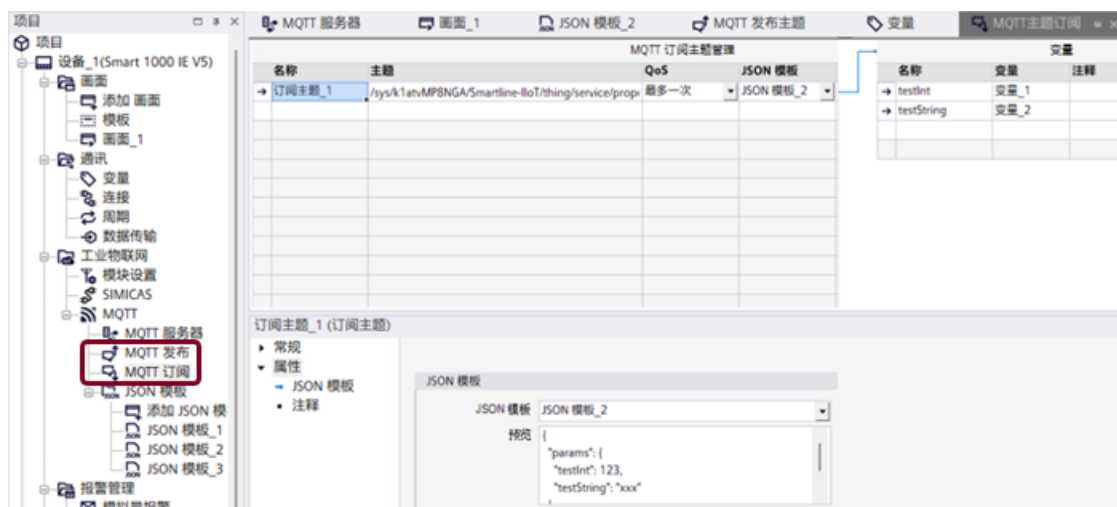 项目
MQTT 服务器
画面_1
JSON 模板_2
MQTT 发布主题
变量
MQTT主题订阅
项目
设备_1(Smart 1000 IE V5)
画面
添加 画面
模板
画面_1
通讯
变量
连接
周期
数据传输
工业物联网
模块设置
SIMICAS
MQTT
MQTT 服务器
MQTT 发布
MQTT 订阅
JSON 模板
添加 JSON 模
JSON 模板_1
JSON 模板_2
JSON 模板_3
报警管理
模拟量报警
MQTT 订阅主题管理
名称 主题 QoS JSON 模板
订阅主题_1 /sys/k1atvMP8NGA/Smartline-IIoT/thing/service/prop 最多一次 JSON 模板_2
变量
名称 变量 注释
testInt 变量_1
testString 变量_2
订阅主题_1 (订阅主题)
常规
属性
JSON 模板
注释
JSON 模板
JSON 模板 JSON 模板_2
预览 {
"params": {
"testInt": 123,
"testString": "xxx"